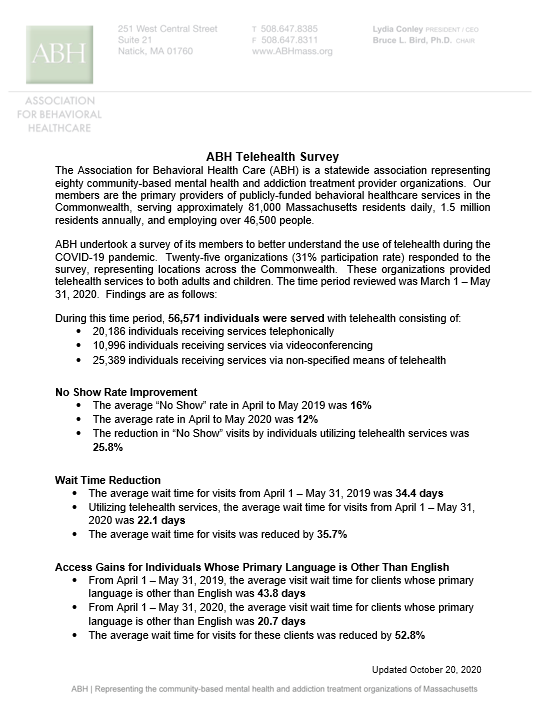 ABH
ASSOCIATION
FOR BEHAVIORAL
HEALTHCARE
251 West Central Street
Suite 21
Natick, MA 01760
T 508.647.8385
F 508.647.8311
www.ABHmass.org
Lydia Conley PRESIDENT / CEO
Bruce L. Bird, Ph.D. CHAIR
ABH Telehealth Survey
The Association for Behavioral Health Care (ABH) is a statewide association representing
eighty community-based mental health and addiction treatment provider organizations. Our
members are the primary providers of publicly-funded behavioral healthcare services in the
Commonwealth, serving approximately 81,000 Massachusetts residents daily, 1.5 million
residents annually, and employing over 46,500 people.
ABH undertook a survey of its members to better understand the use of telehealth during the
COVID-19 pandemic. Twenty-five organizations (31% participation rate) responded to the
survey, representing locations across the Commonwealth. These organizations provided
telehealth services to both adults and children. The time period reviewed was March 1 – May
31, 2020. Findings are as follows:
During this time period, 56,571 individuals were served with telehealth consisting of:
• 20,186 individuals receiving services telephonically
• 10,996 individuals receiving services via videoconferencing
• 25,389 individuals receiving services via non-specified means of telehealth
No Show Rate Improvement
• The average “No Show” rate in April to May 2019 was 16%
• The average rate in April to May 2020 was 12%
• The reduction in “No Show” visits by individuals utilizing telehealth services was
25.8%
Wait Time Reduction
• The average wait time for visits from April 1 – May 31, 2019 was 34.4 days
• Utilizing telehealth services, the average wait time for visits from April 1 – May 31,
2020 was 22.1 days
• The average wait time for visits was reduced by 35.7%
Access Gains for Individuals Whose Primary Language is Other Than English
• From April 1 – May 31, 2019, the average visit wait time for clients whose primary
language is other than English was 43.8 days
• From April 1 – May 31, 2020, the average visit wait time for clients whose primary
language is other than English was 20.7 days
• The average wait time for visits for these clients was reduced by 52.8%
Updated October 20, 2020
ABH | Representing the community-based mental health and addiction treatment organizations of Massachusetts